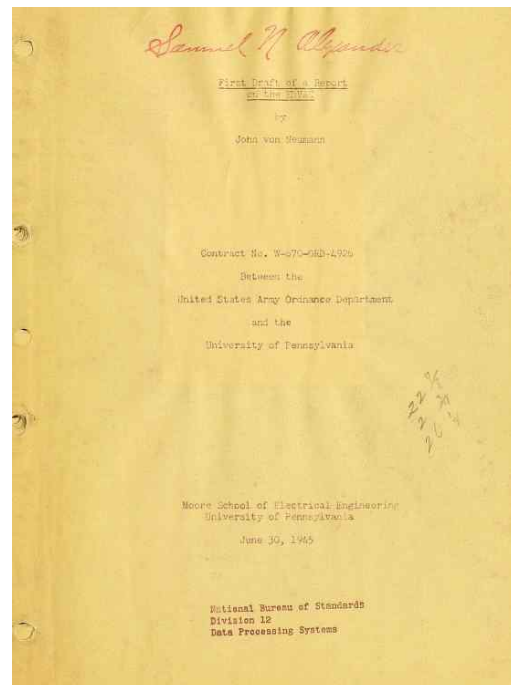 Samuel N Alexander
First Draft of a Report
on the EDVAC
by
John von Neumann
Contract No. W-670-ORD-4926
Between the
United States Army Ordnance Department
and the
University of Pennsylvania
Moore School of Electrical Engineering
University of Pennsylvania
June 30, 1945
National Bureau of Standards
Division 12
Data Processing Systems